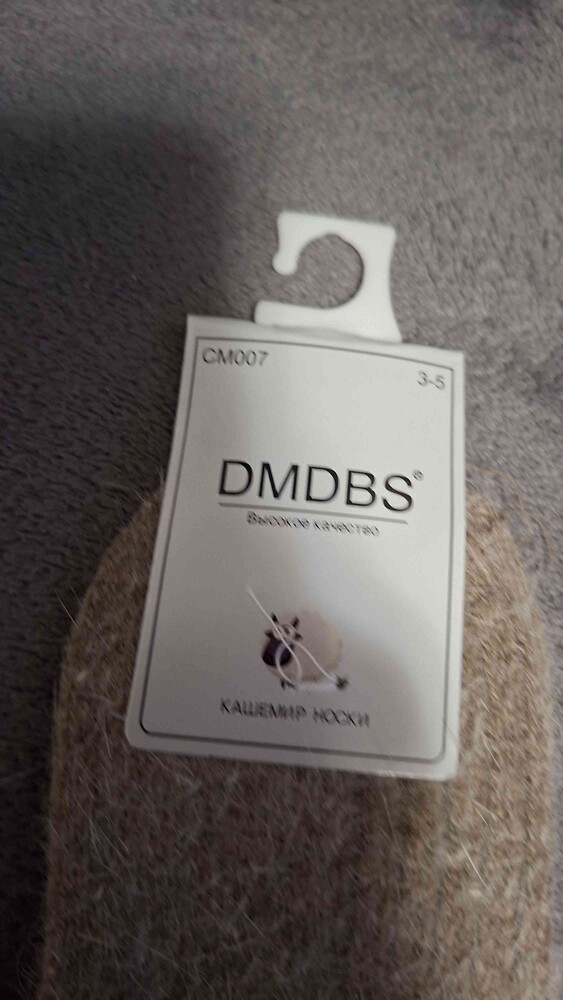 CM007
3-5
DMDBS®
Высокое качество
КАШЕМИР НОСКИ